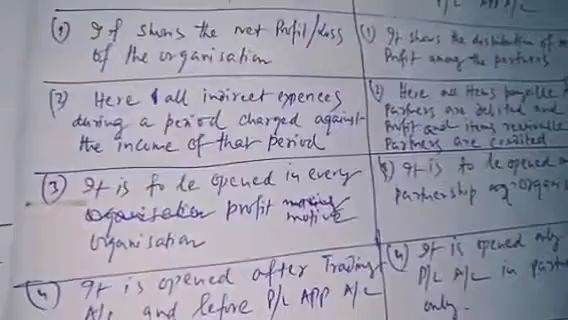 P/L APP A/C
(1) It shows the net Profit/Loss
of the organisation
(2) Here all indirect expences
during a period charged against
the income of that period
(3) It is to be opened in every
organisation profit making motive
organisation
(4) It is opened after Trading
A/c and before P/L APP A/c
(1) It shows the distribution of
Profit among the partners
(2) Here all items payable
Partners are debited and
Profit and items receivable
Partners are credited
(3) It is to be opened
partnership organis
(4) It is opened only
P/L A/c in part
only.